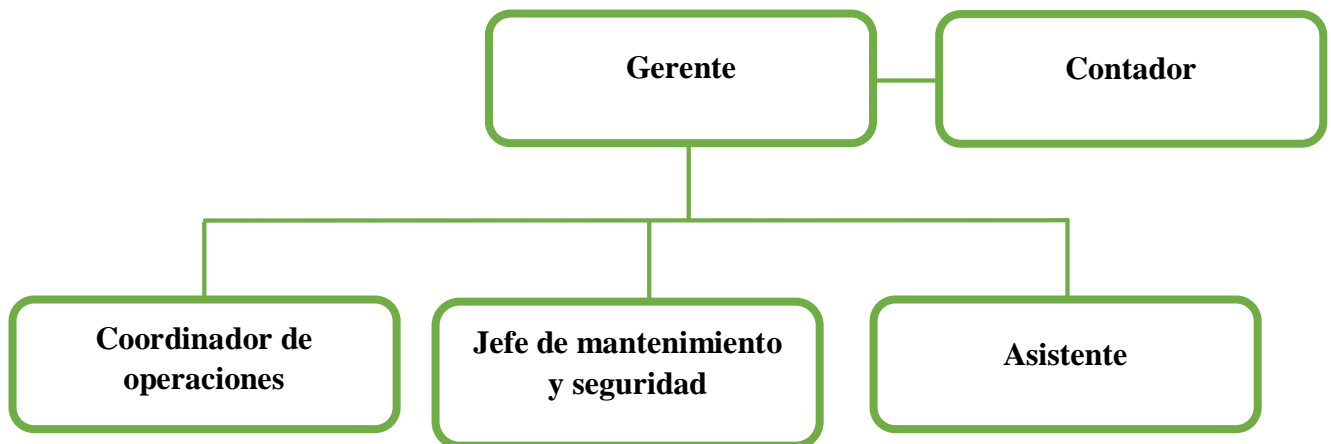 Gerente
Contador
Coordinador de
operaciones
Jefe de mantenimiento
y seguridad
Asistente